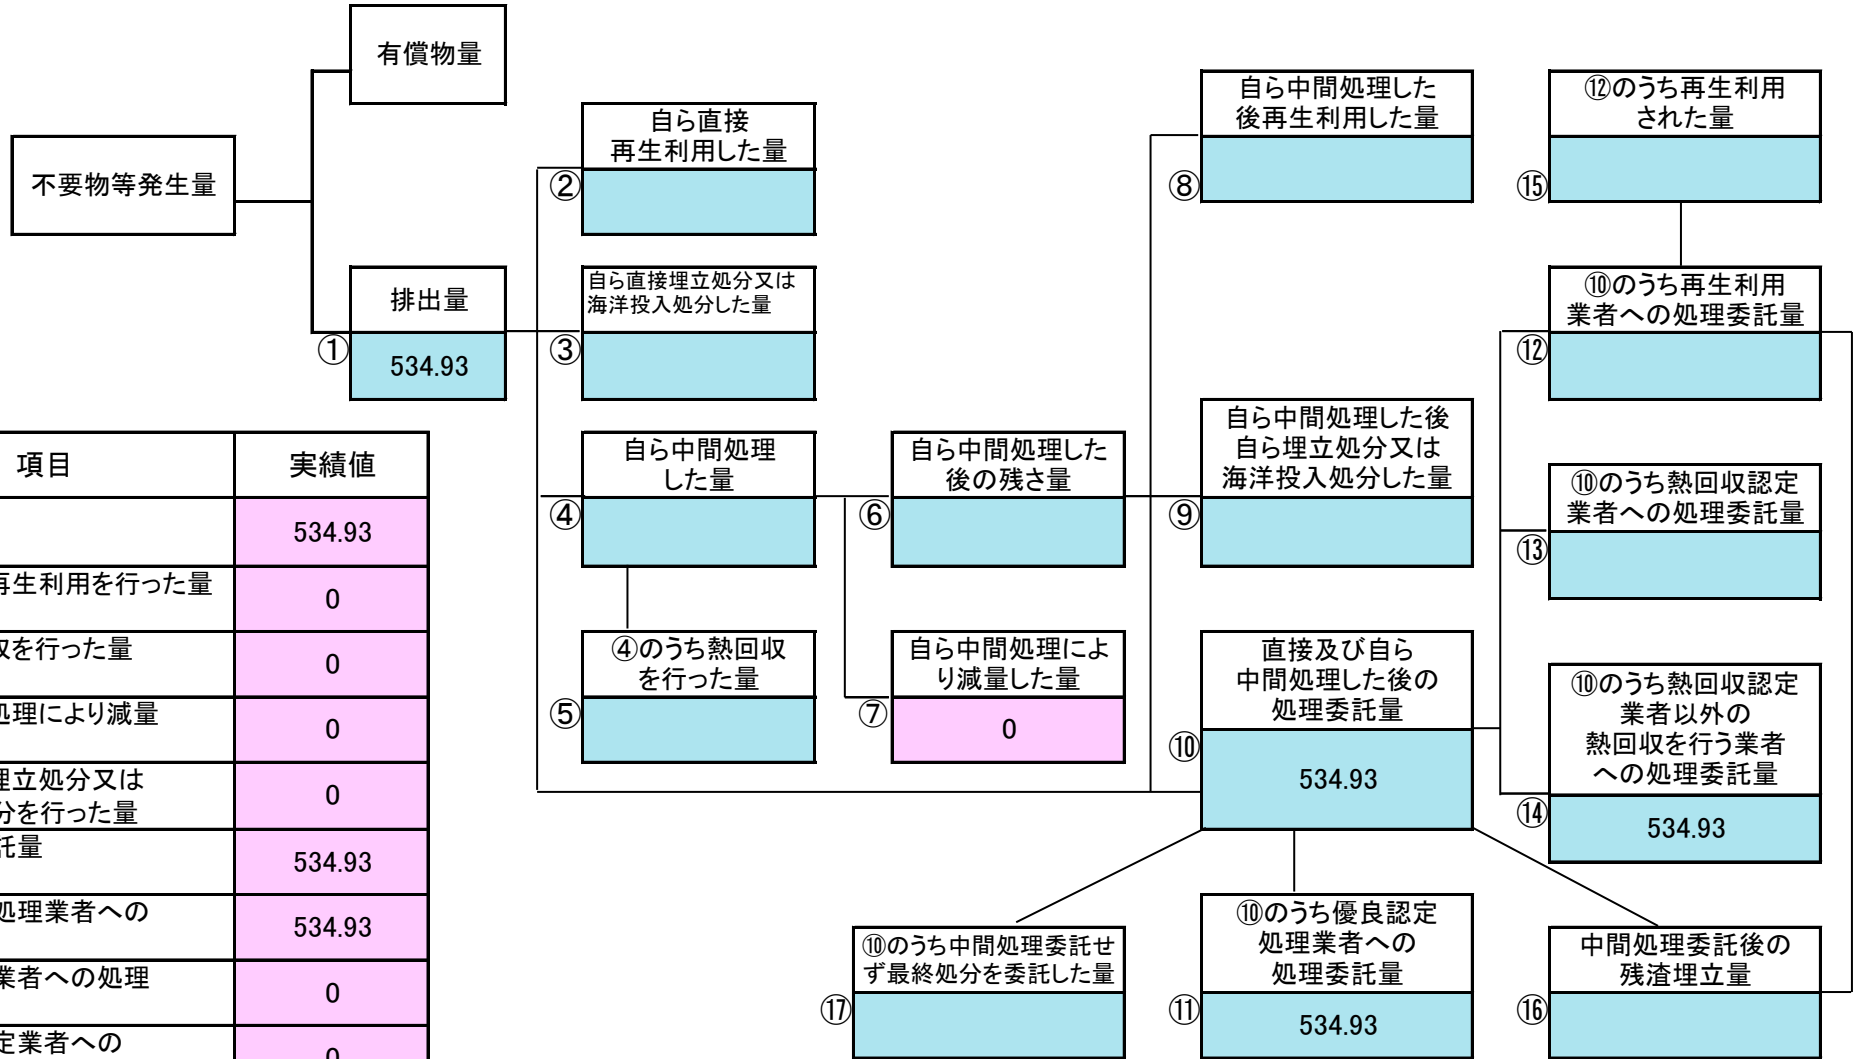 有償物量
不要物等発生量
排出量
①
534.93
自ら直接
再生利用した量
②
自ら直接埋立処分又は
海洋投入処分した量
③
自ら中間処理
した量
④
④のうち熱回収
を行った量
⑤
自ら中間処理した
後の残さ量
⑥
自ら中間処理によ
り減量した量
⑦
0
自ら中間処理した
後再生利用した量
⑧
自ら中間処理した後
自ら埋立処分又は
海洋投入処分した量
⑨
直接及び自ら
中間処理した後の
処理委託量
⑩
534.93
⑩のうち優良認定
処理業者への
処理委託量
⑪
534.93
⑫のうち再生利用
された量
⑮
⑩のうち再生利用
業者への処理委託量
⑫
⑩のうち熱回収認定
業者への処理委託量
⑬
⑩のうち熱回収認定
業者以外の
熱回収を行う業者
への処理委託量
⑭
534.93
中間処理委託後の
残渣埋立量
⑯
⑩のうち中間処理委託せ
ず最終処分を委託した量
⑰
項目 実績値
534.93
再生利用を行った量 0
を行った量 0
処理により減量 0
埋立処分又は
分を行った量 0
託量 534.93
処理業者への 534.93
業者への処理 0
定業者への 0